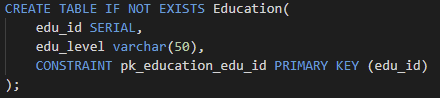 CREATE TABLE IF NOT EXISTS Education(
    edu_id SERIAL,
    edu_level varchar(50),
    CONSTRAINT pk_education_edu_id PRIMARY KEY (edu_id)
);